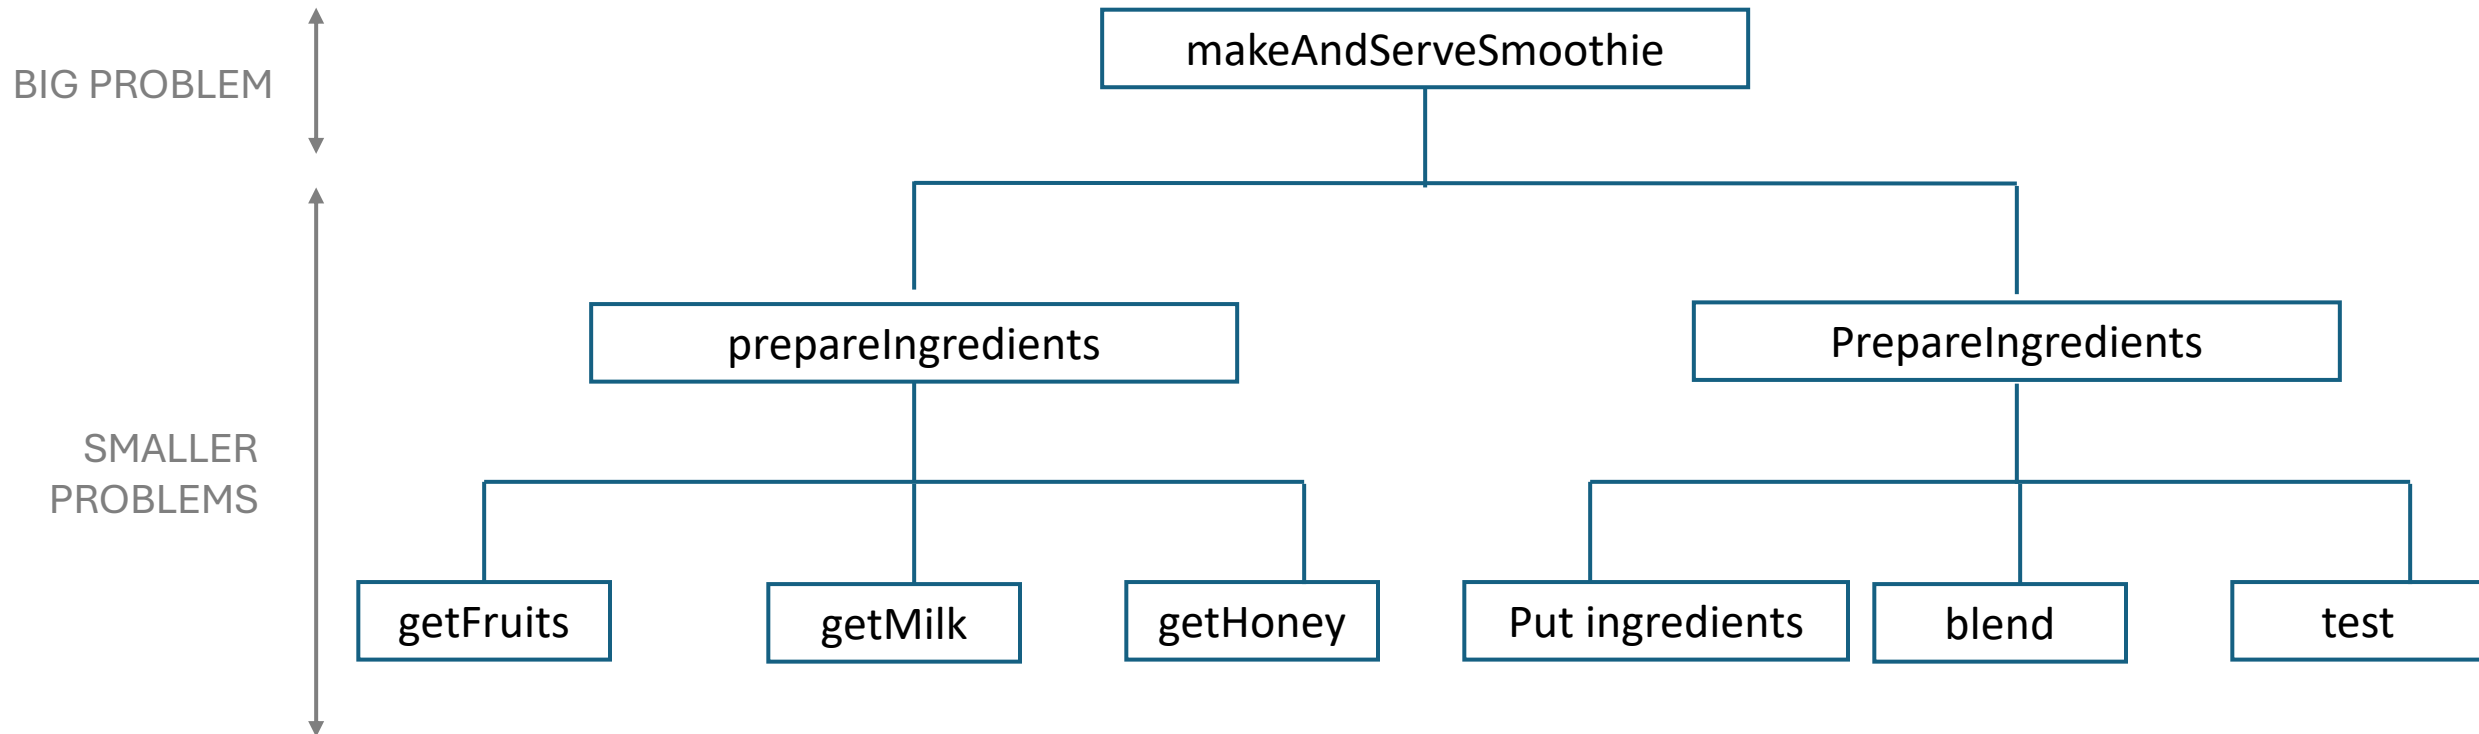 makeAndServeSmoothie
BIG PROBLEM
prepareIngredients
PrepareIngredients
SMALLER
PROBLEMS
getFruits
getMilk
getHoney
Put ingredients
blend
test